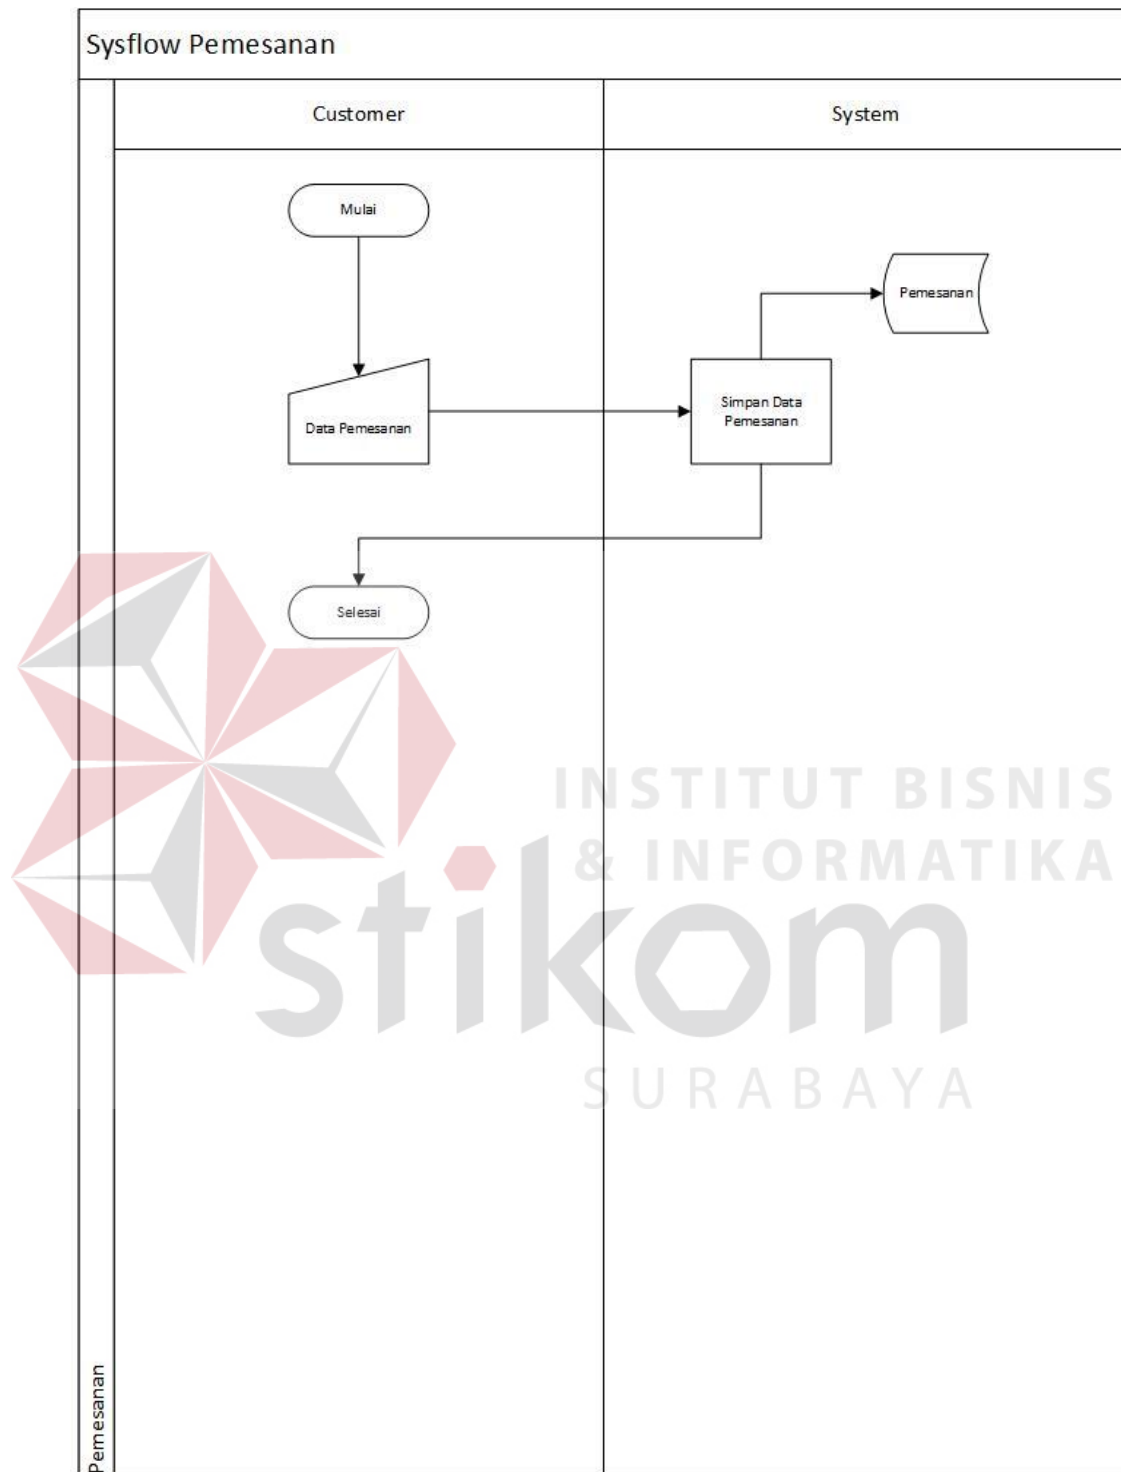 Sysflow Pemesanan
Customer
System
Mulai
Pemesanan
Data Pemesanan
Simpan Data
Pemesanan
Selesai
INSTITUT BISNIS
& INFORMATIKA
stikom
SURABAYA
Pemesanan